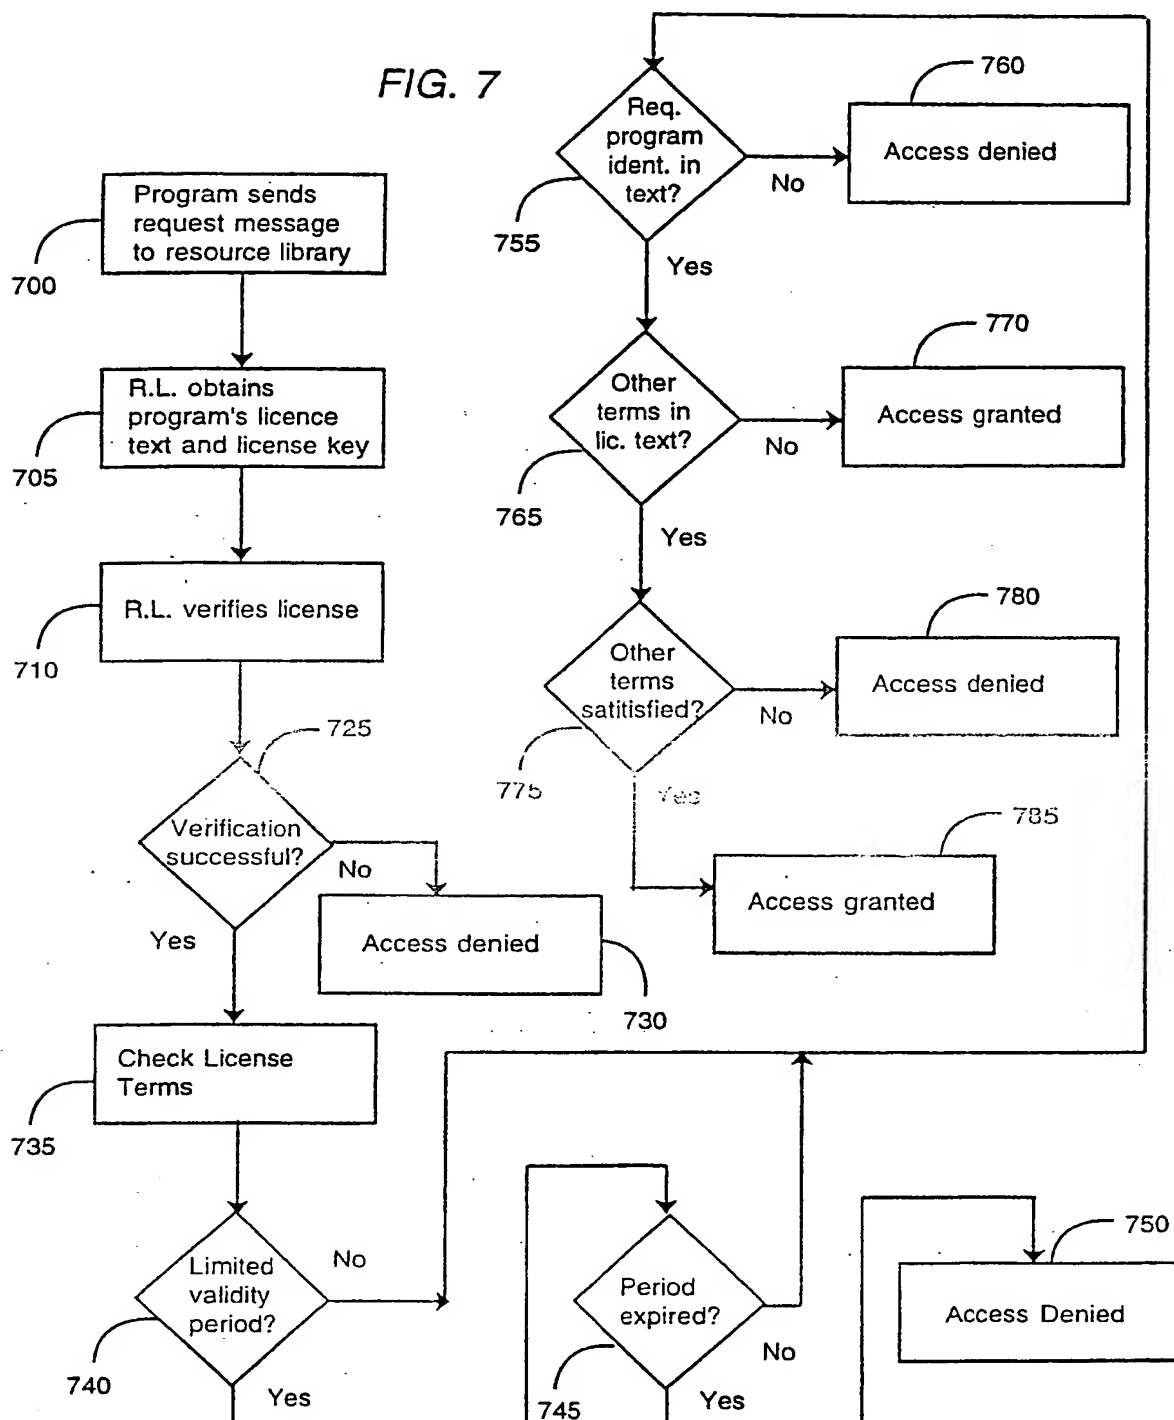 FIG. 7
Program sends
request message
to resource library
700
R.L. obtains
program's licence
text and license key
705
R.L. verifies license
710
725
Verification
successful?
No
Yes
Access denied
730
Check License
Terms
735
Limited
validity
period?
No
740
Yes
Period
expired?
No
745
Yes
750
Access Denied
Req.
program
ident. in
text?
755
No
Yes
760
Access denied
Other
terms in
lic. text?
765
No
Yes
770
Access granted
Other
terms
satitisfied?
775
No
Yes
780
Access denied
785
Access granted